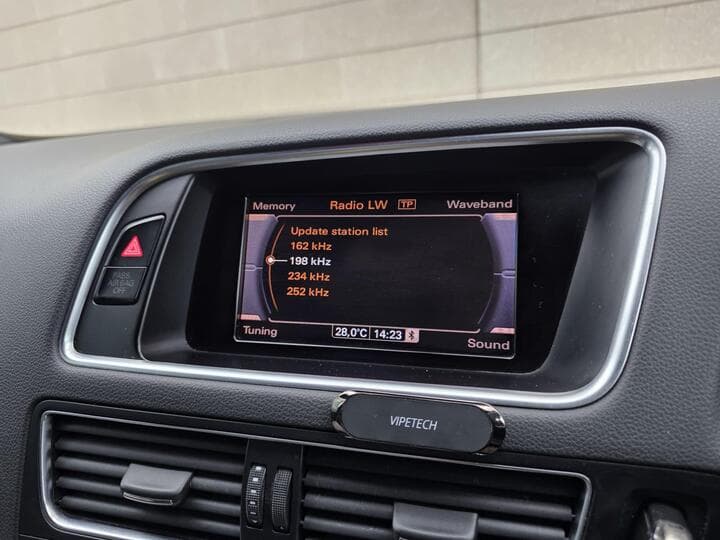 Memory Radio LW TP Waveband
Update station list
162 kHz
198 kHz
234 kHz
252 kHz
Tuning 28,0°C 14:23 Sound
PASS.
AIR BAG
OFF
VIPETECH